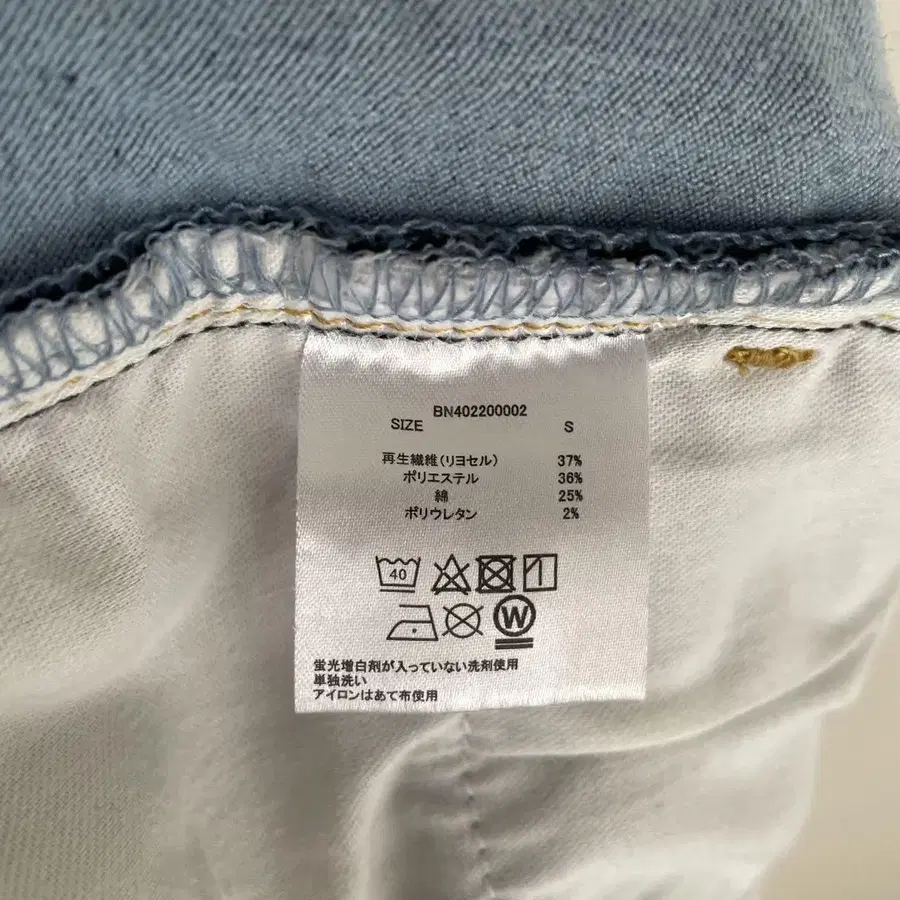 BN402200002
SIZE S
再生繊維(リヨセル) 37%
ポリエステル 36%
綿 25%
ポリウレタン 2%
40
W
蛍光増白剤が入っていない洗剤使用
単独洗い
アイロンはあて布使用